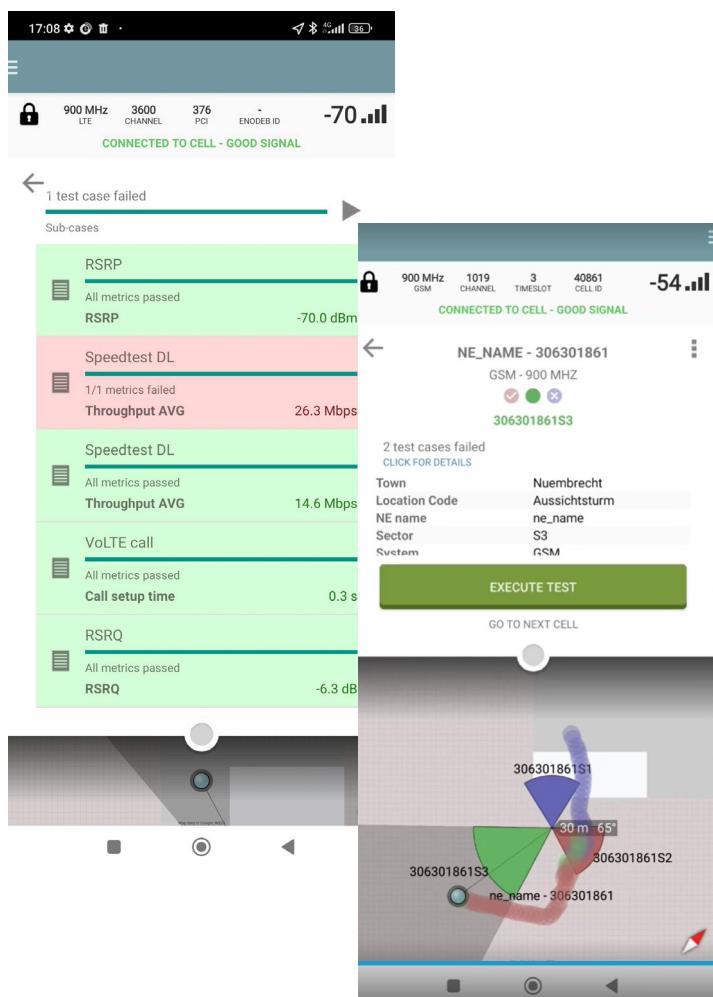 17:08
4G
86
900 MHz 3600 376 - -70
LTE CHANNEL PCI ENODEB ID
CONNECTED TO CELL - GOOD SIGNAL
1 test case failed
Sub-cases
RSRP
All metrics passed
RSRP -70.0 dBm
Speedtest DL
1/1 metrics failed
Throughput AVG 26.3 Mbps
Speedtest DL
All metrics passed
Throughput AVG 14.6 Mbps
VoLTE call
All metrics passed
Call setup time 0.3 s
RSRQ
All metrics passed
RSRQ -6.3 dB
900 MHz 1019 3 40861 -54
GSM CHANNEL TIMESLOT CELL ID
CONNECTED TO CELL - GOOD SIGNAL
NE_NAME - 306301861
GSM - 900 MHZ
306301861S3
2 test cases failed
CLICK FOR DETAILS
Town Nuembrecht
Location Code Aussichtsturm
NE name ne_name
Sector S3
System GSM
EXECUTE TEST
GO TO NEXT CELL
306301861S1
30 m 65°
306301861S2
306301861S3
ne_name - 306301861